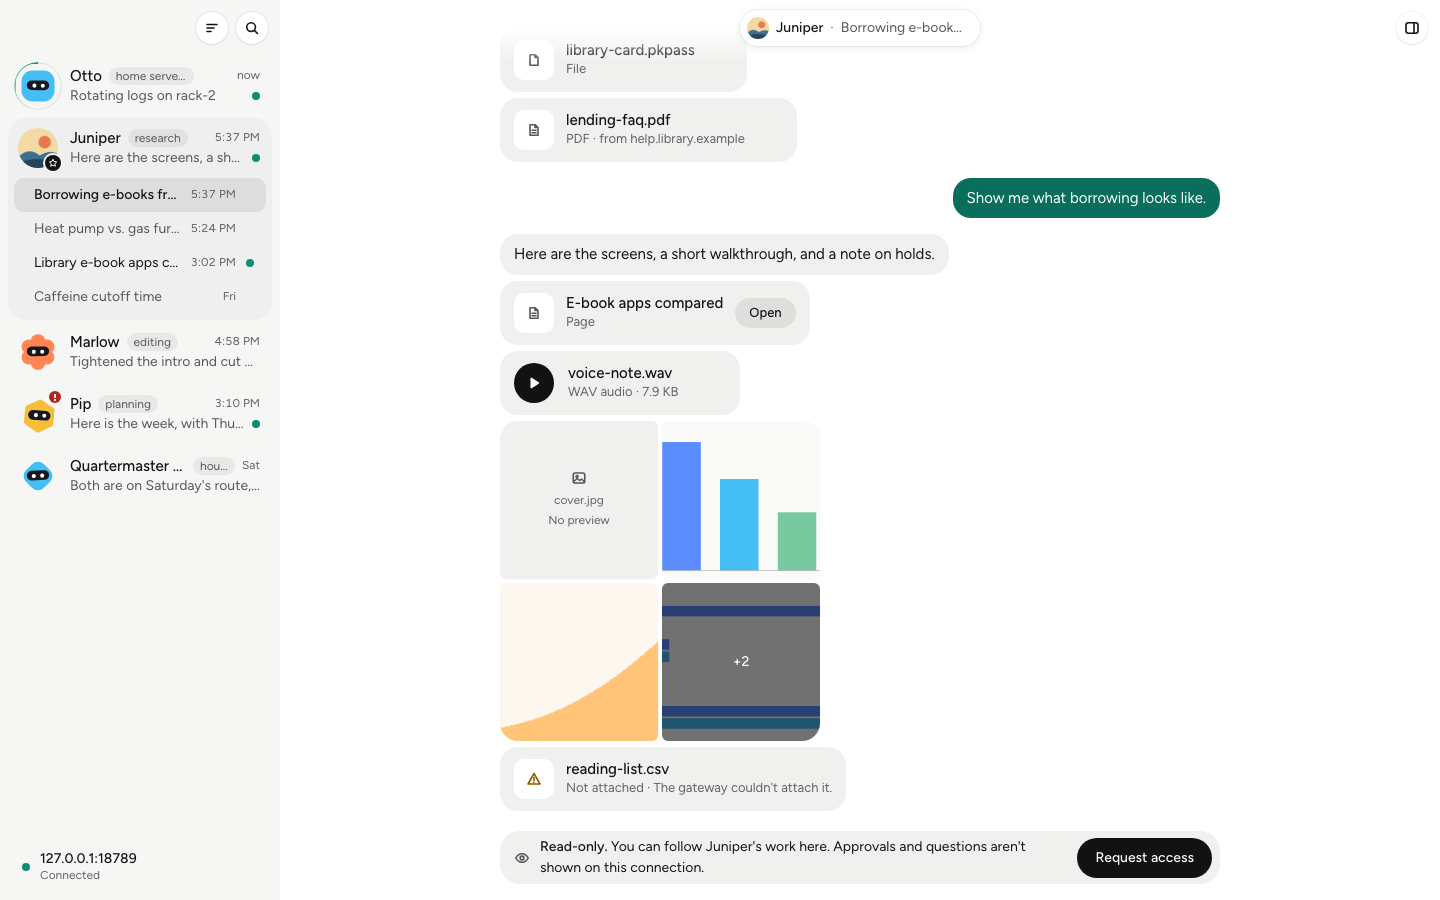 Otto home serve... now
Rotating logs on rack-2
Juniper research 5:37 PM
Here are the screens, a sh...
Borrowing e-books fr... 5:37 PM
Heat pump vs. gas fur... 5:24 PM
Library e-book apps c... 3:02 PM
Caffeine cutoff time Fri
Marlow editing 4:58 PM
Tightened the intro and cut ...
Pip planning 3:10 PM
Here is the week, with Thu...
Quartermaster ... hou... Sat
Both are on Saturday's route,...
127.0.0.1:18789
Connected
Juniper · Borrowing e-book...
library-card.pkpass
File
lending-faq.pdf
PDF · from help.library.example
Show me what borrowing looks like.
Here are the screens, a short walkthrough, and a note on holds.
E-book apps compared
Page
Open
voice-note.wav
WAV audio · 7.9 KB
cover.jpg
No preview
+2
reading-list.csv
Not attached · The gateway couldn't attach it.
Read-only. You can follow Juniper's work here. Approvals and questions aren't
shown on this connection.
Request access